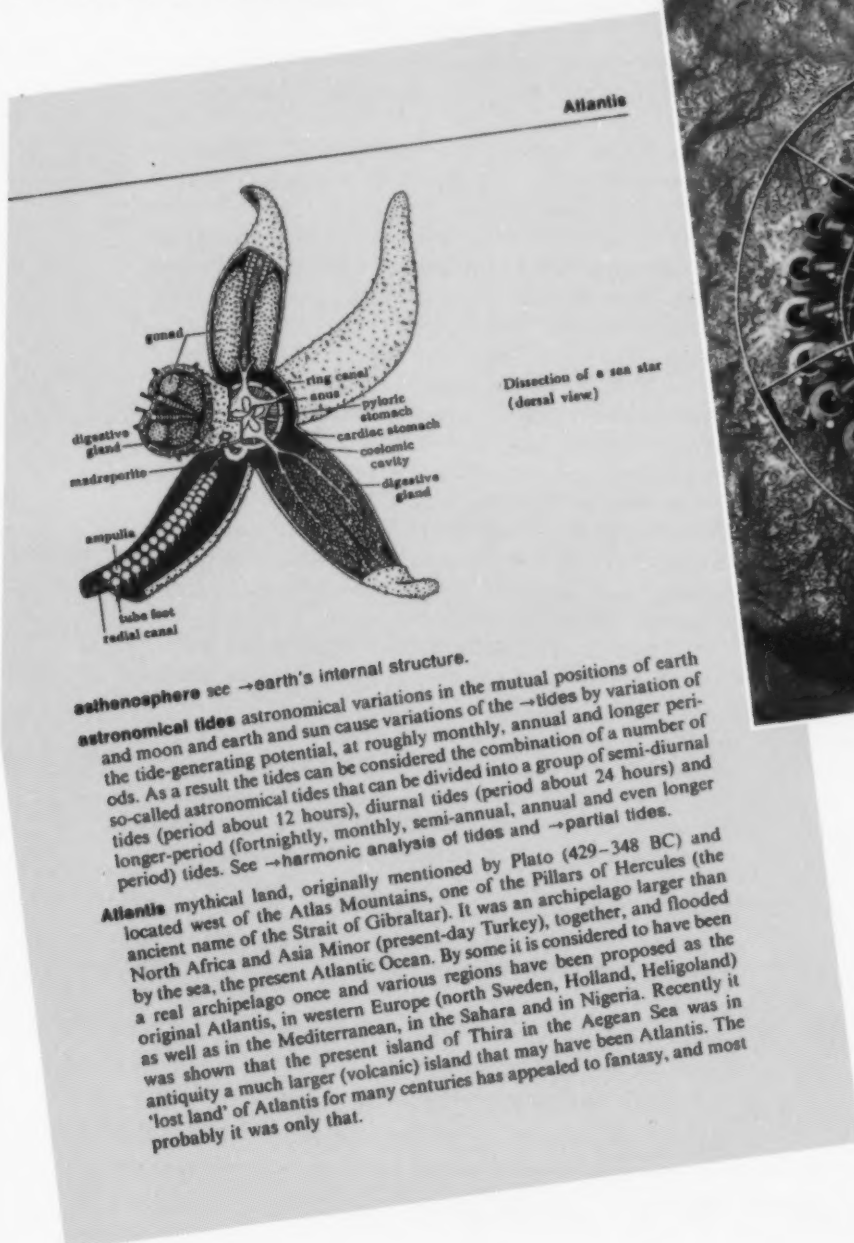 Atlantis
gonad
ring canal
anus
pyloric
stomach
cardiac stomach
coelomic
cavity
digestive
gland
digestive
gland
madreporite
ampulla
tube foot
radial canal
Dissection of a sea star
(dorsal view)
asthenosphere see →earth's internal structure.
astronomical tides astronomical variations in the mutual positions of earth
and moon and earth and sun cause variations of the →tides by variation of
the tide-generating potential, at roughly monthly, annual and longer peri-
ods. As a result the tides can be considered the combination of a number of
so-called astronomical tides that can be divided into a group of semi-diurnal
tides (period about 12 hours), diurnal tides (period about 24 hours) and
longer-period (fortnightly, monthly, semi-annual, annual and even longer
period) tides. See →harmonic analysis of tides and →partial tides.
Atlantis mythical land, originally mentioned by Plato (429–348 BC) and
located west of the Atlas Mountains, one of the Pillars of Hercules (the
ancient name of the Strait of Gibraltar). It was an archipelago larger than
North Africa and Asia Minor (present-day Turkey), together, and flooded
by the sea, the present Atlantic Ocean. By some it is considered to have been
a real archipelago once and various regions have been proposed as the
original Atlantis, in western Europe (north Sweden, Holland, Heligoland)
as well as in the Mediterranean, in the Sahara and in Nigeria. Recently it
was shown that the present island of Thira in the Aegean Sea was in
antiquity a much larger (volcanic) island that may have been Atlantis. The
'lost land' of Atlantis for many centuries has appealed to fantasy, and most
probably it was only that.